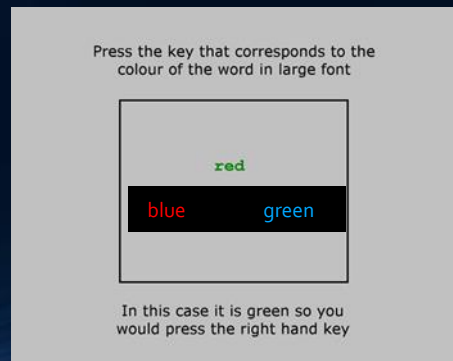 Press the key that corresponds to the
colour of the word in large font
red
blue green
In this case it is green so you
would press the right hand key